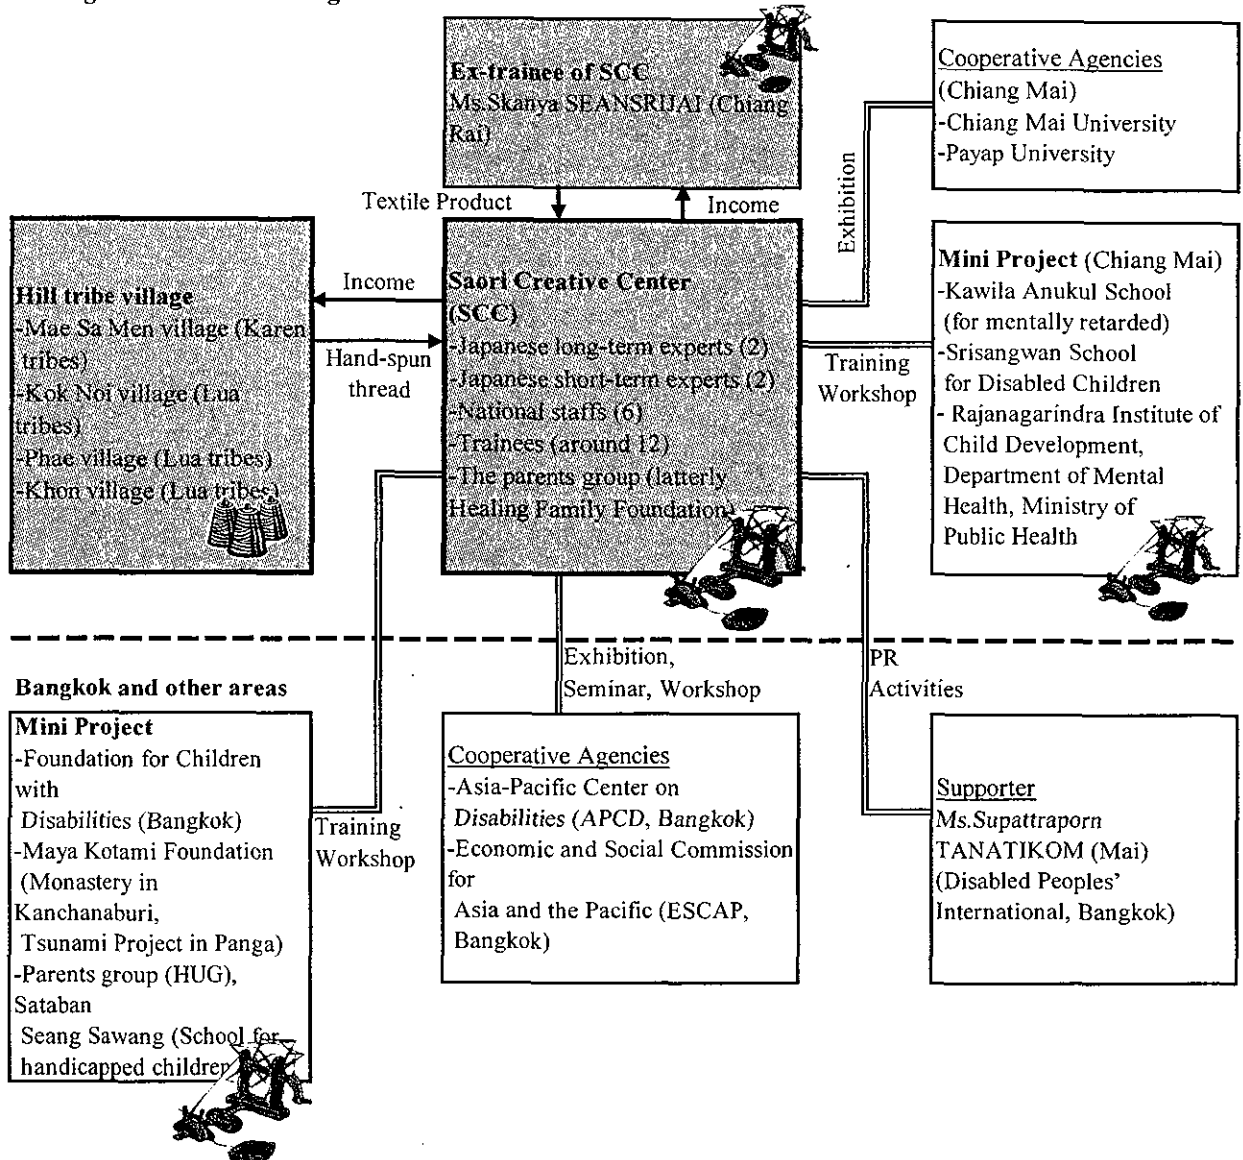 Ex-trainee of SCC
Ms.Skanya SEANSRIJAI (Chiang
Rai)
Cooperative Agencies
(Chiang Mai)
-Chiang Mai University
-Payap University
Textile Product
Income
Exhibition
Hill tribe village
-Mae Sa Men village (Karen
tribes)
-Kok Noi village (Lua
tribes)
-Phae village (Lua tribes)
-Khon village (Lua tribes)
Income
Hand-spun
thread
Saori Creative Center
(SCC)
-Japanese long-term experts (2)
-Japanese short-term experts (2)
-National staffs (6)
-Trainees (around 12)
-The parents group (latterly
Healing Family Foundation)
Training
Workshop
Mini Project (Chiang Mai)
-Kawila Anukul School
(for mentally retarded)
-Srisangwan School
for Disabled Children
- Rajanagarindra Institute of
Child Development,
Department of Mental
Health, Ministry of
Public Health
Exhibition,
Seminar, Workshop
PR
Activities
Bangkok and other areas
Mini Project
-Foundation for Children
with
Disabilities (Bangkok)
-Maya Kotami Foundation
(Monastery in
Kanchanaburi,
Tsunami Project in Panga)
-Parents group (HUG),
Sataban
Seang Sawang (School for
handicapped children
Training
Workshop
Cooperative Agencies
-Asia-Pacific Center on
Disabilities (APCD, Bangkok)
-Economic and Social Commission
for
Asia and the Pacific (ESCAP,
Bangkok)
Supporter
Ms.Supattraporn
TANATIKOM (Mai)
(Disabled Peoples'
International, Bangkok)